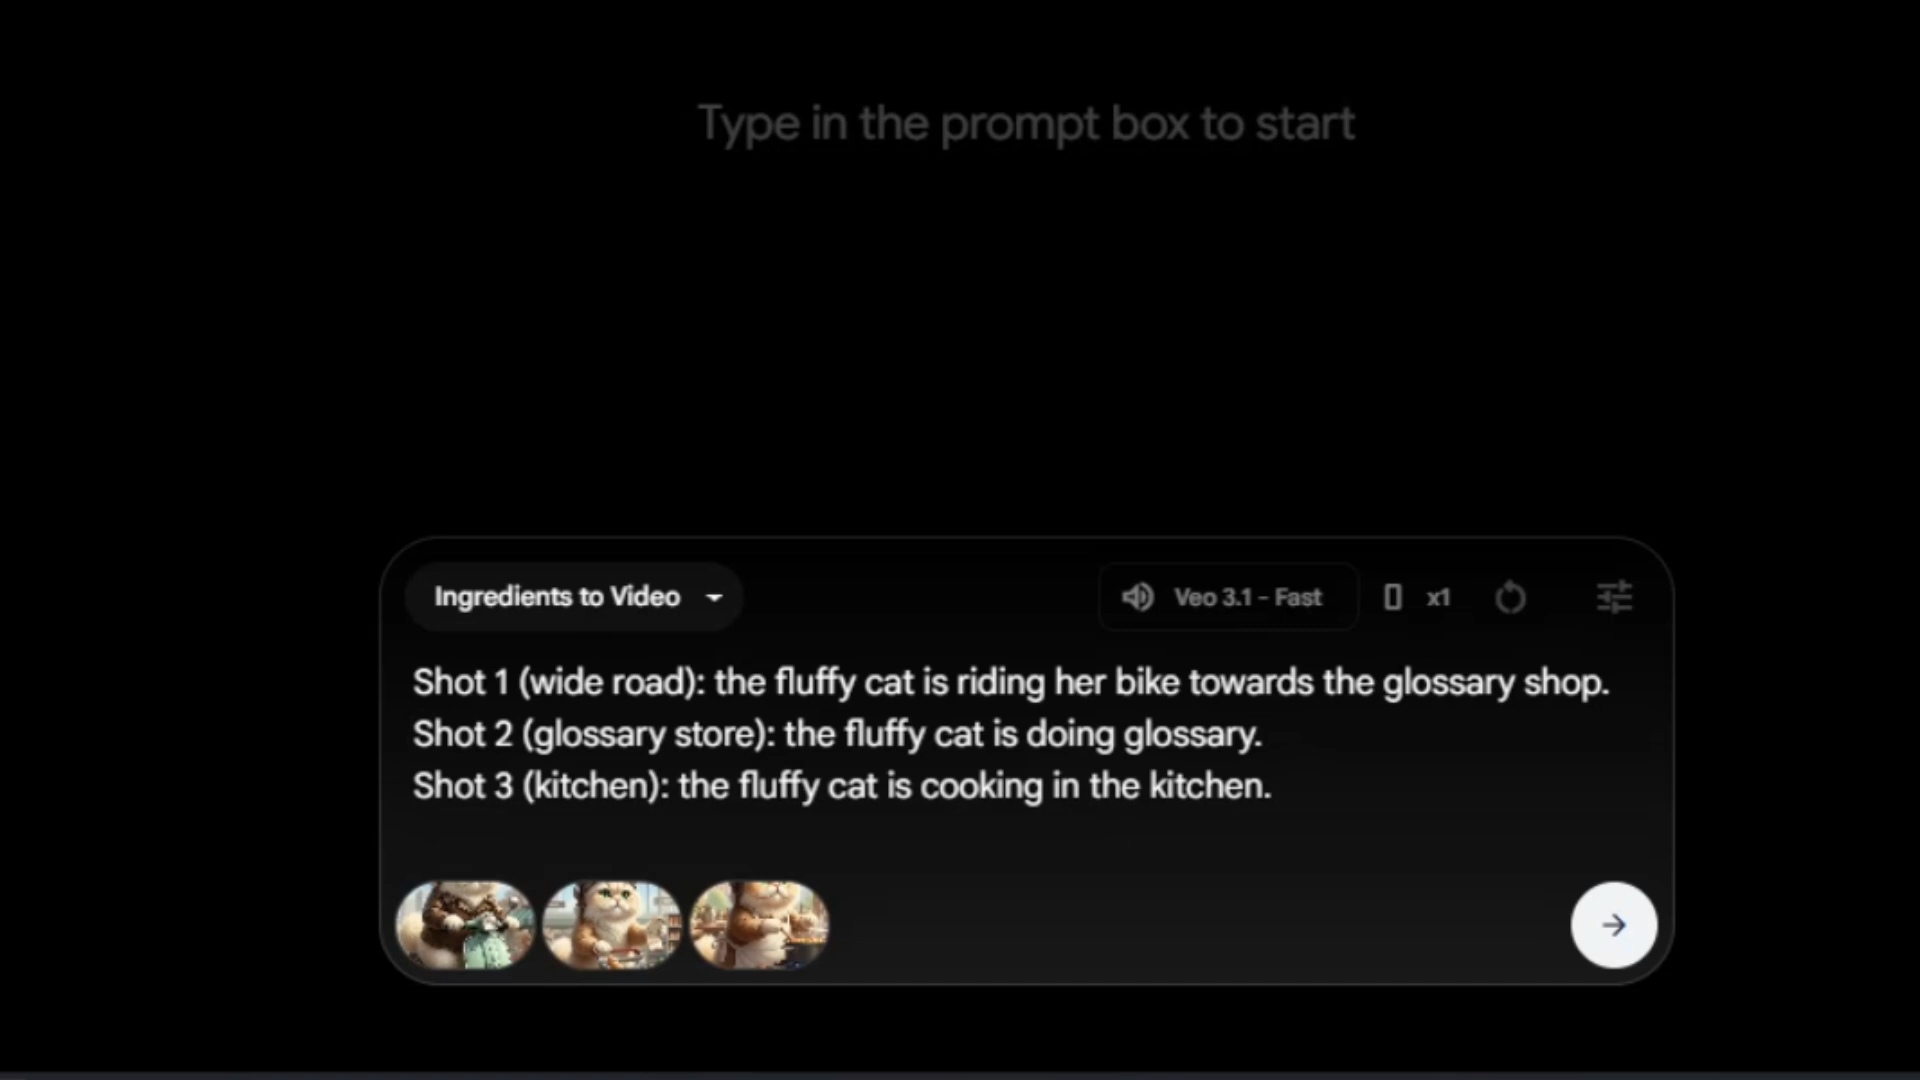 Type in the prompt box to start
Ingredients to Video
Veo 3.1 - Fast
x1
Shot 1 (wide road): the fluffy cat is riding her bike towards the glossary shop.
Shot 2 (glossary store): the fluffy cat is doing glossary.
Shot 3 (kitchen): the fluffy cat is cooking in the kitchen.